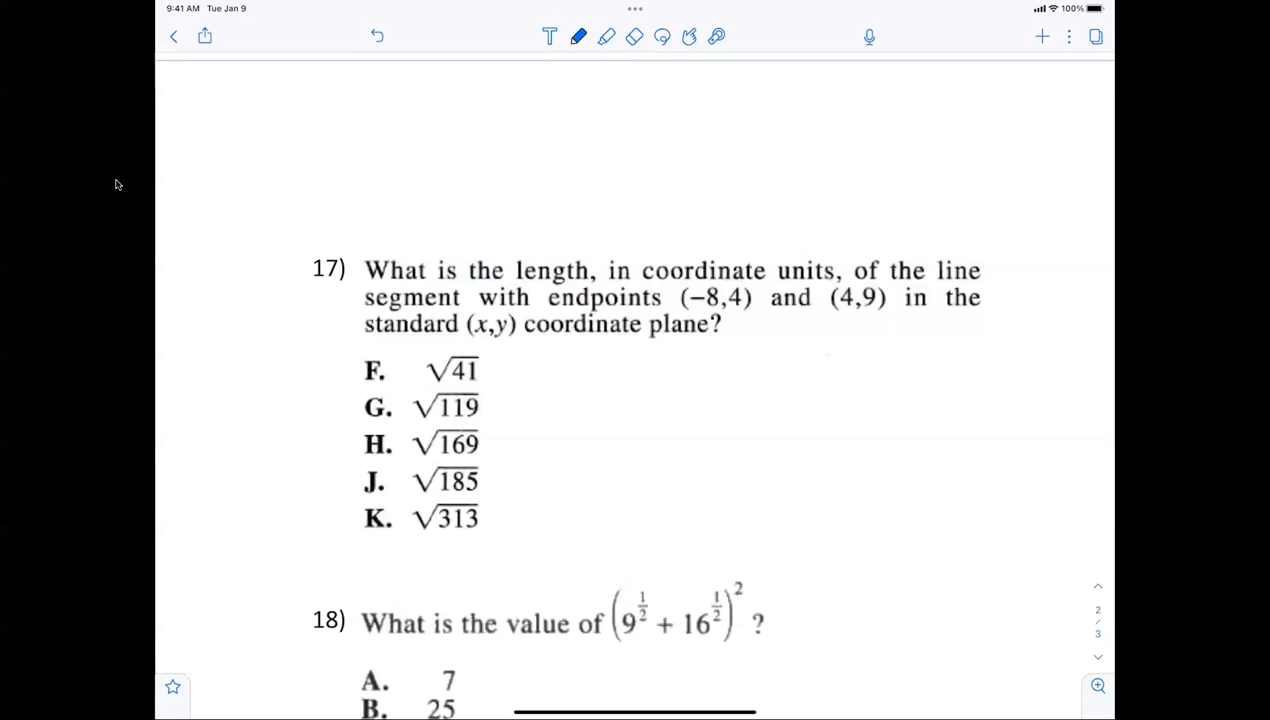 9:41 AM Tue Jan 9
100%
T
17) What is the length, in coordinate units, of the line
segment with endpoints (−8,4) and (4,9) in the
standard (x,y) coordinate plane?
F. √41
G. √119
H. √169
J. √185
K. √313
18) What is the value of (9^{1/2} + 16^{1/2})^2 ?
A. 7
B. 25
2
/
3